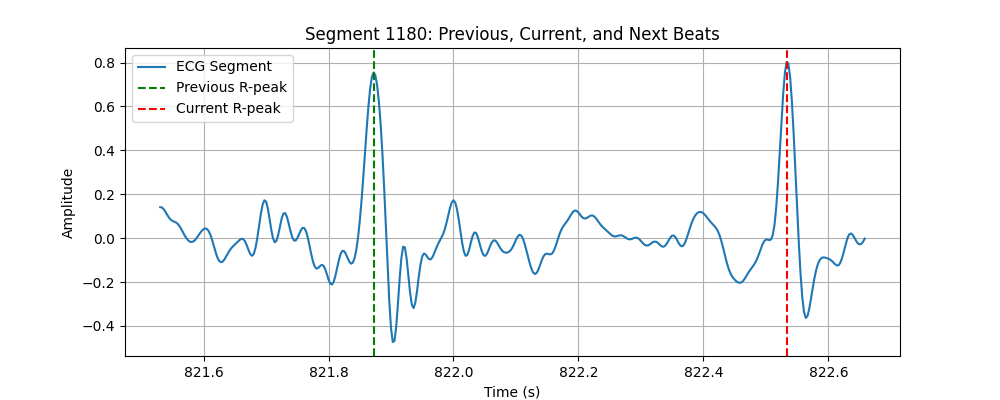 Segment 1180: Previous, Current, and Next Beats
ECG Segment
Previous R-peak
Current R-peak
Amplitude
0.8
0.6
0.4
0.2
0.0
−0.2
−0.4
821.6 821.8 822.0 822.2 822.4 822.6
Time (s)